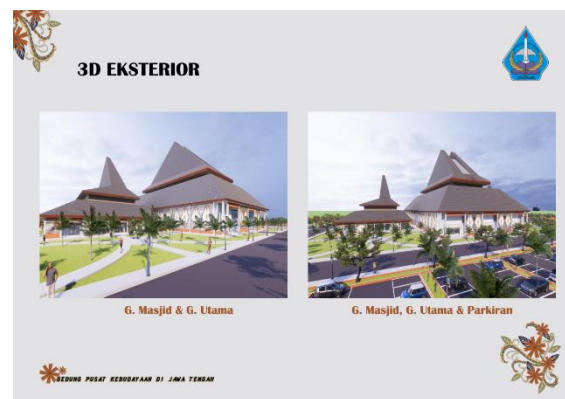 3D EKSTERIOR
G. Masjid & G. Utama
G. Masjid, G. Utama & Parkiran
GEDUNG PUSAT KEBUDAYAAN DI JAWA TENGAH